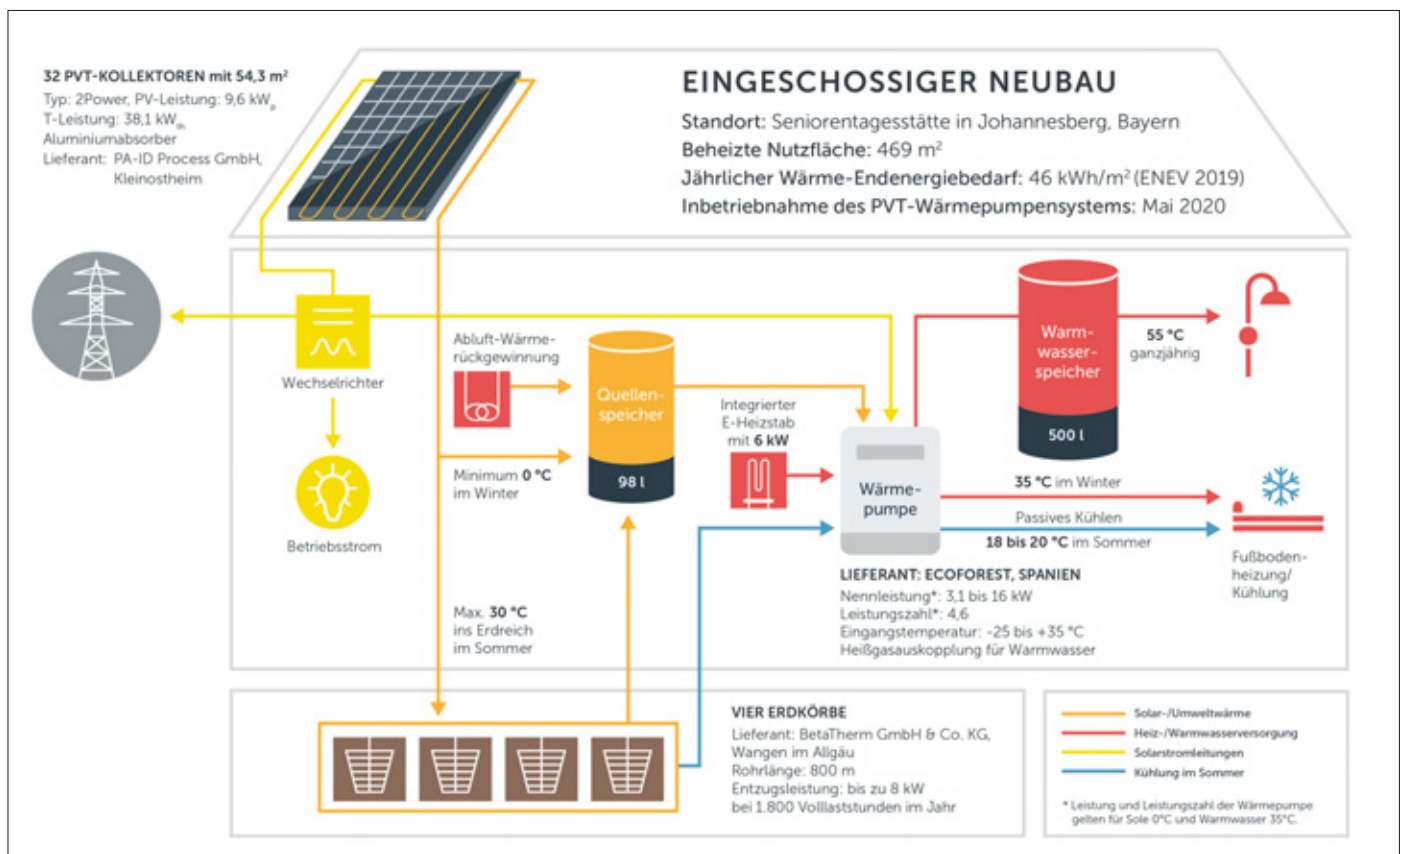 32 PVT-KOLLEKTOREN mit 54,3 m²
Typ: 2Power, PV-Leistung: 9,6 kWp
T-Leistung: 38,1 kWth
Aluminiumabsorber
Lieferant: PA-ID Process GmbH,
Kleinostheim
EINGESCHOSSIGER NEUBAU
Standort: Seniorentagesstätte in Johannesberg, Bayern
Beheizte Nutzfläche: 469 m²
Jährlicher Wärme-Endenergiebedarf: 46 kWh/m² (ENEV 2019)
Inbetriebnahme des PVT-Wärmepumpensystems: Mai 2020
Wechselrichter
Betriebsstrom
Abluft-Wärme-
rückgewinnung
Minimum 0 °C
im Winter
Max. 30 °C
ins Erdreich
im Sommer
Quellen-
speicher
98 l
Integrierter
E-Heizstab
mit 6 kW
Wärme-
pumpe
Warm-
wasser-
speicher
500 l
55 °C
ganzjährig
35 °C im Winter
Passives Kühlen
18 bis 20 °C im Sommer
Fußboden-
heizung/
Kühlung
LIEFERANT: ECOFOREST, SPANIEN
Nennleistung*: 3,1 bis 16 kW
Leistungszahl*: 4,6
Eingangstemperatur: -25 bis +35 °C
Heißgasauskopplung für Warmwasser
VIER ERDKÖRBE
Lieferant: BetaTherm GmbH & Co. KG,
Wangen im Allgäu
Rohrlänge: 800 m
Entzugsleistung: bis zu 8 kW
bei 1.800 Volllaststunden im Jahr
Solar-/Umweltwärme
Heiz-/Warmwasserversorgung
Solarstromleitungen
Kühlung im Sommer
* Leistung und Leistungszahl der Wärmepumpe
gelten für Sole 0°C und Warmwasser 35°C.